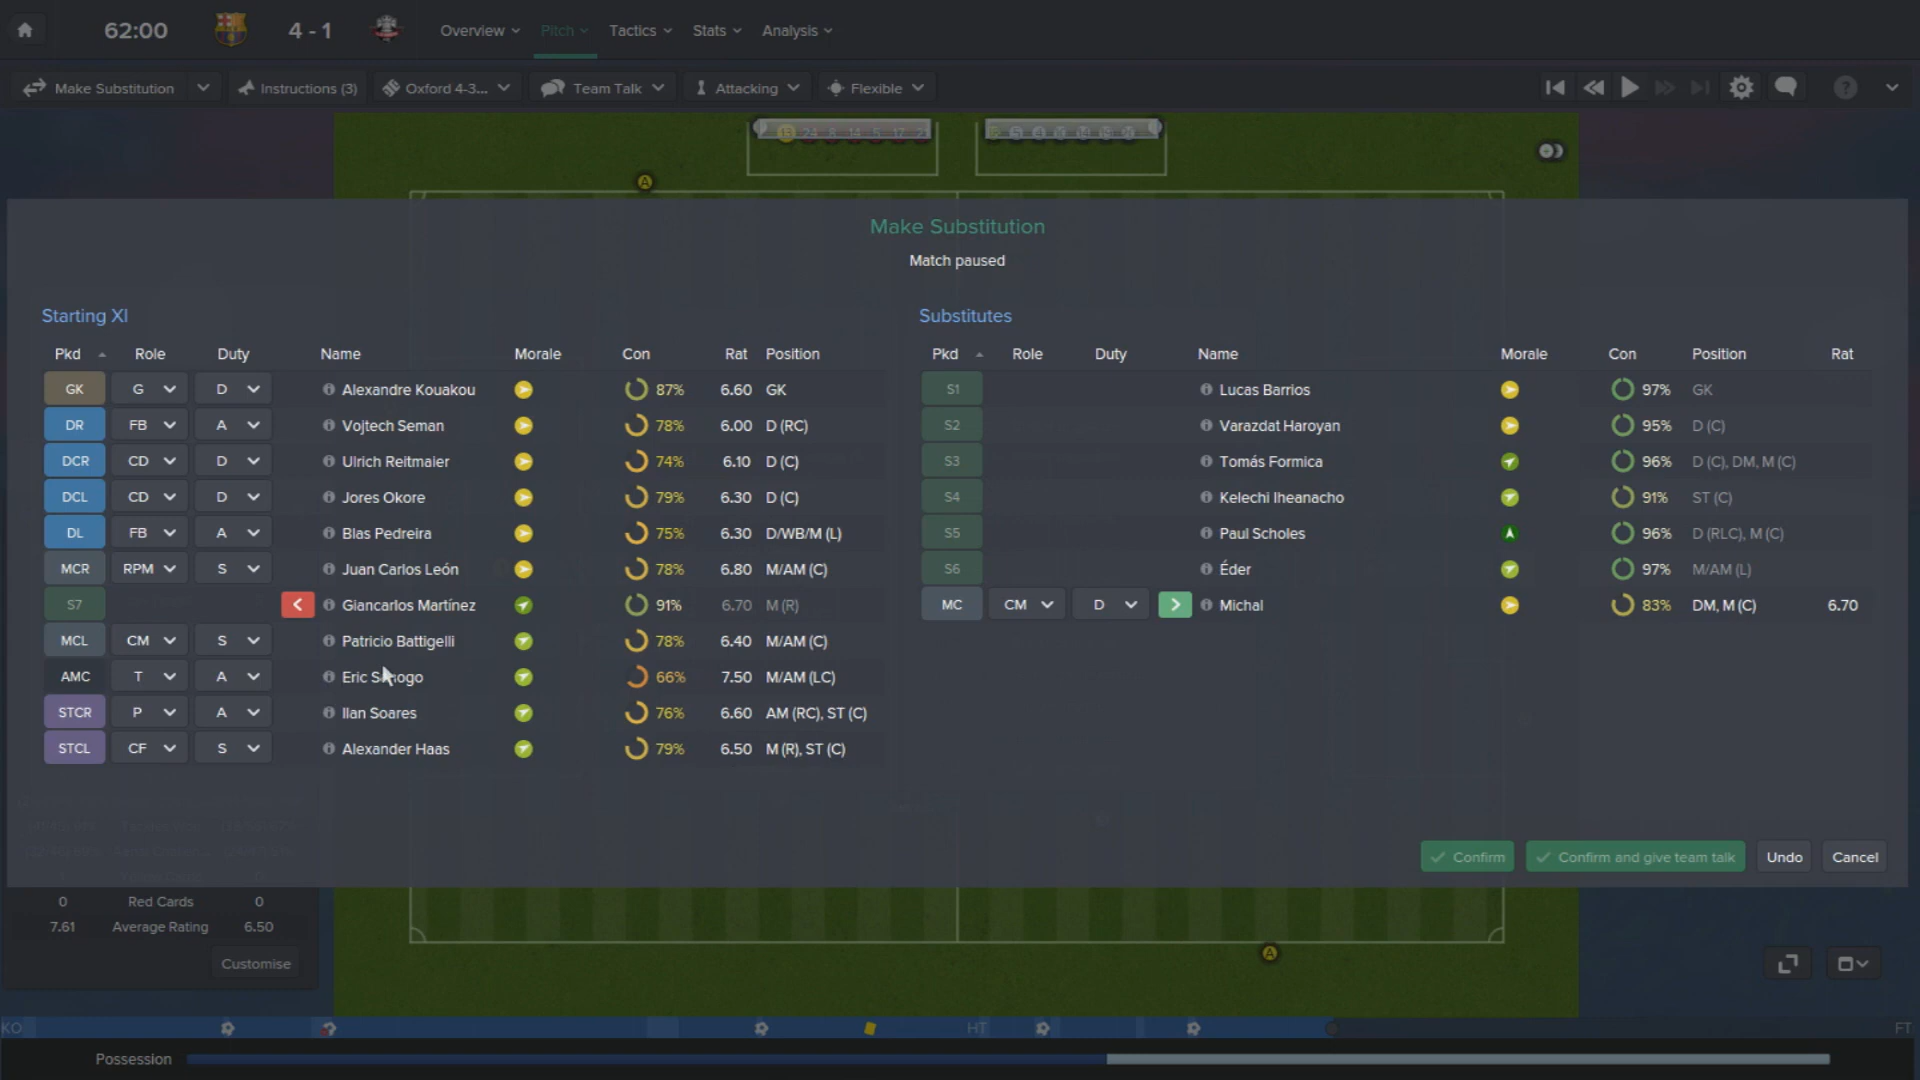 62:00 4 - 1 Overview Pitch Tactics Stats Analysis
Make Substitution Instructions (3) Oxford 4-3... Team Talk Attacking Flexible
Make Substitution
Match paused
Starting XI
Pkd Role Duty Name Morale Con Rat Position
GK G D Alexandre Kouakou 87% 6.60 GK
DR FB A Vojtech Seman 78% 6.00 D (RC)
DCR CD D Ulrich Reitmaier 74% 6.10 D (C)
DCL CD D Jores Okore 79% 6.30 D (C)
DL FB A Blas Pedreira 75% 6.30 D/WB/M (L)
MCR RPM S Juan Carlos León 78% 6.80 M/AM (C)
S7 Giancarlos Martínez 91% 6.70 M (R)
MCL CM S Patricio Battigelli 78% 6.40 M/AM (C)
AMC T A Eric 66% 7.50 M/AM (LC)
STCR P A Ilan Soares 76% 6.60 AM (RC), ST (C)
STCL CF S Alexander Haas 79% 6.50 M (R), ST (C)
Substitutes
Pkd Role Duty Name Morale Con Position Rat
S1 Lucas Barrios 97% GK
S2 Varazdat Haroyan 95% D (C)
S3 Tomás Formica 96% D (C), DM, M (C)
S4 Kelechi Iheanacho 91% ST (C)
S5 Paul Scholes 96% D (RLC), M (C)
S6 Éder 97% M/AM (L)
MC CM D Michal 83% DM, M (C) 6.70
Confirm Confirm and give team talk Undo Cancel
0 Red Cards 0
7.61 Average Rating 6.50
Customise
KO HT FT
Possession